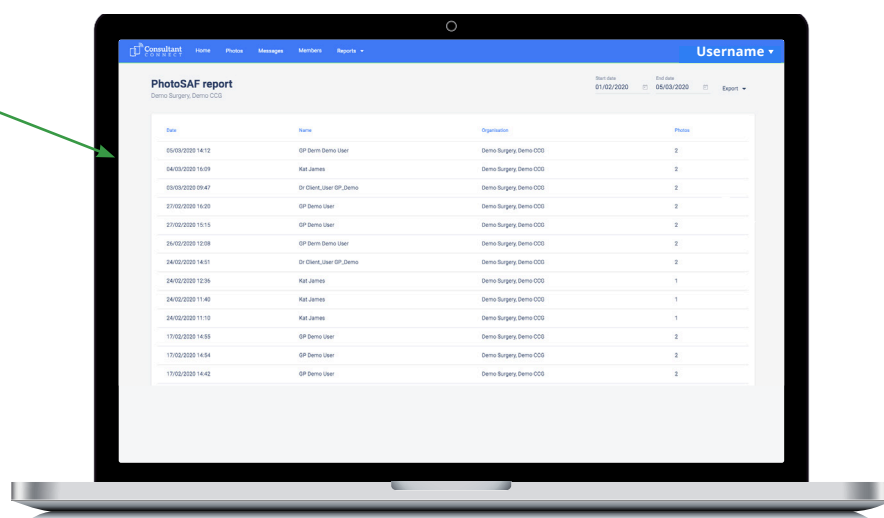 Consultant Home Photos Messages Members Reports Username
CONNECT
PhotoSAF report
Demo Surgery, Demo CCG
Start date End date
01/02/2020 05/03/2020 Export
Date Name Organisation Photos
05/03/2020 14:12 GP Derm Demo User Demo Surgery, Demo CCG 2
04/03/2020 16:09 Kat James Demo Surgery, Demo CCG 2
03/03/2020 09:47 Dr Client_User GP_Demo Demo Surgery, Demo CCG 2
27/02/2020 16:20 GP Demo User Demo Surgery, Demo CCG 2
27/02/2020 15:15 GP Demo User Demo Surgery, Demo CCG 2
26/02/2020 12:08 GP Derm Demo User Demo Surgery, Demo CCG 2
24/02/2020 14:51 Dr Client_User GP_Demo Demo Surgery, Demo CCG 2
24/02/2020 12:36 Kat James Demo Surgery, Demo CCG 1
24/02/2020 11:40 Kat James Demo Surgery, Demo CCG 1
24/02/2020 11:10 Kat James Demo Surgery, Demo CCG 1
17/02/2020 14:55 GP Demo User Demo Surgery, Demo CCG 2
17/02/2020 14:54 GP Demo User Demo Surgery, Demo CCG 2
17/02/2020 14:42 GP Demo User Demo Surgery, Demo CCG 2